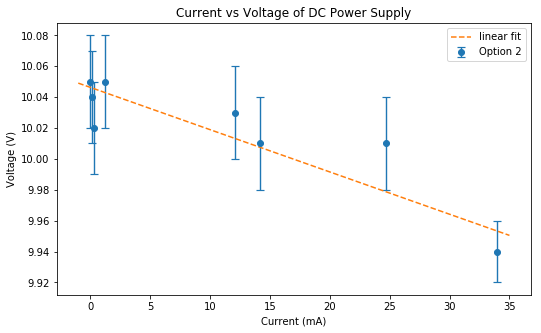 Current vs Voltage of DC Power Supply
linear fit
Option 2
10.08
10.06
10.04
10.02
10.00
9.98
9.96
9.94
9.92
Voltage (V)
0 5 10 15 20 25 30 35
Current (mA)